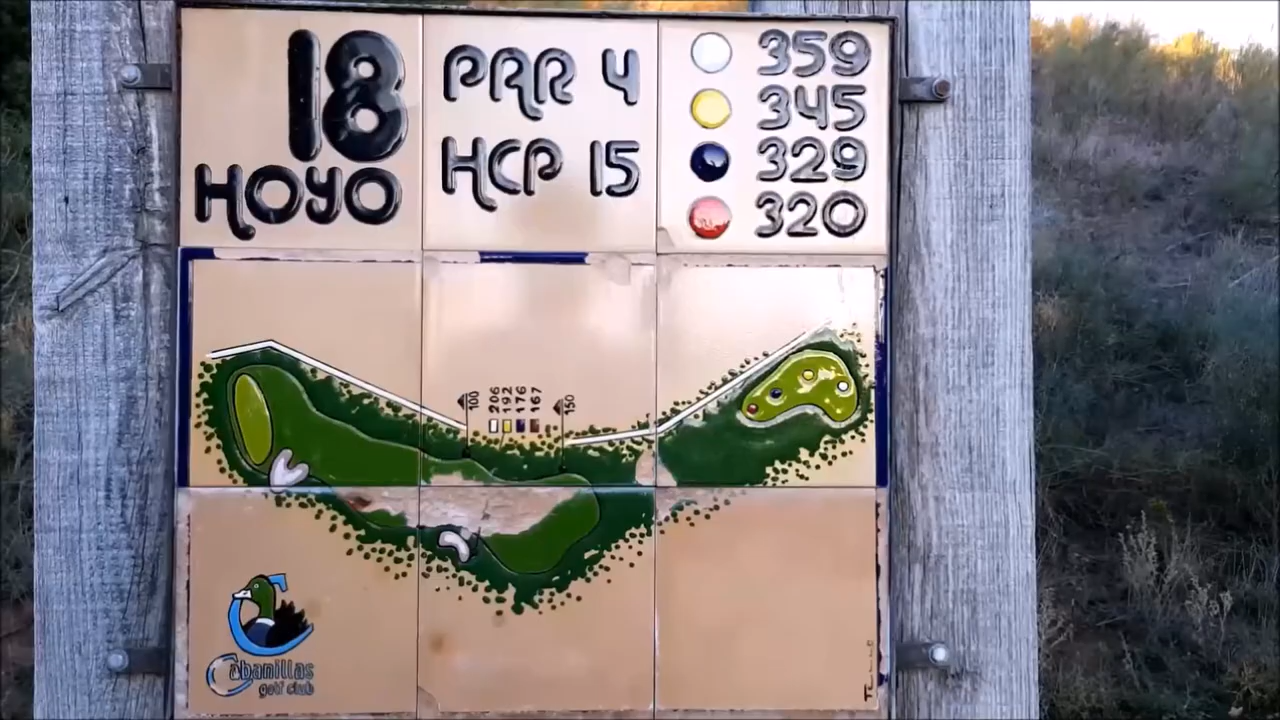 18
HOYO
PAR 4
HCP 15
359
345
329
320
100
206
192
176
167
150
Cabanillas
golf club